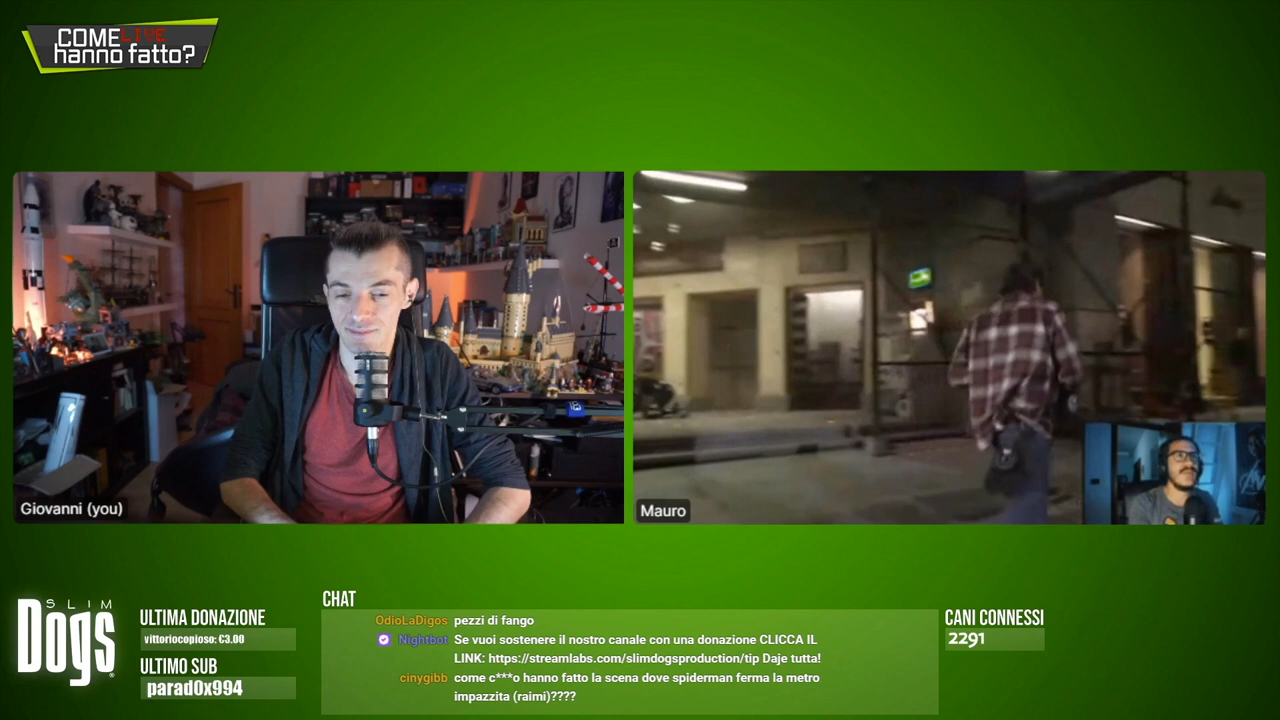 COME LIVE
hanno fatto?
Giovanni (you)
Mauro
SLIM
Dogs
ULTIMA DONAZIONE
vittoriocopioso: €3.00
ULTIMO SUB
parad0x994
CHAT
OdioLaDigos pezzi di fango
Nightbot Se vuoi sostenere il nostro canale con una donazione CLICCA IL
LINK: https://streamlabs.com/slimdogsproduction/tip Daje tutta!
cinygibb come c***o hanno fatto la scena dove spiderman ferma la metro
impazzita (raimi)????
CANI CONNESSI
2291